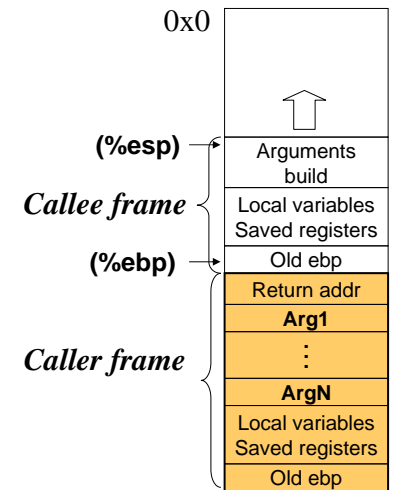 0x0
(%esp)
Arguments
build
Callee frame
Local variables
Saved registers
(%ebp)
Old ebp
Return addr
Arg1
Caller frame
⋮
ArgN
Local variables
Saved registers
Old ebp